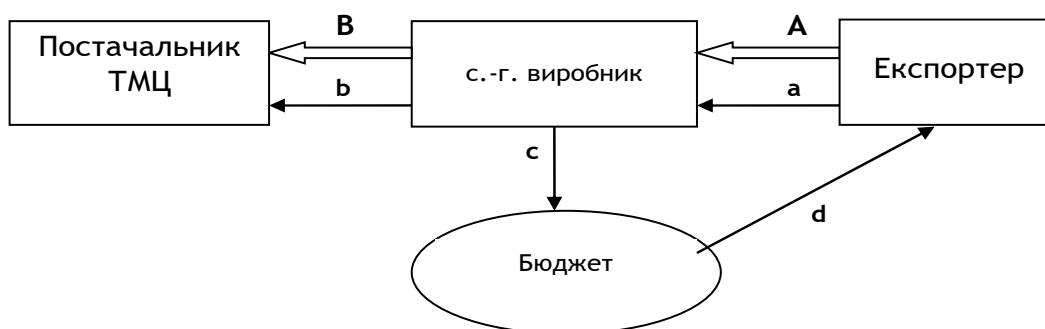 Постачальник
ТМЦ
B
b
с.-г. виробник
A
a
Експортер
c
d
Бюджет